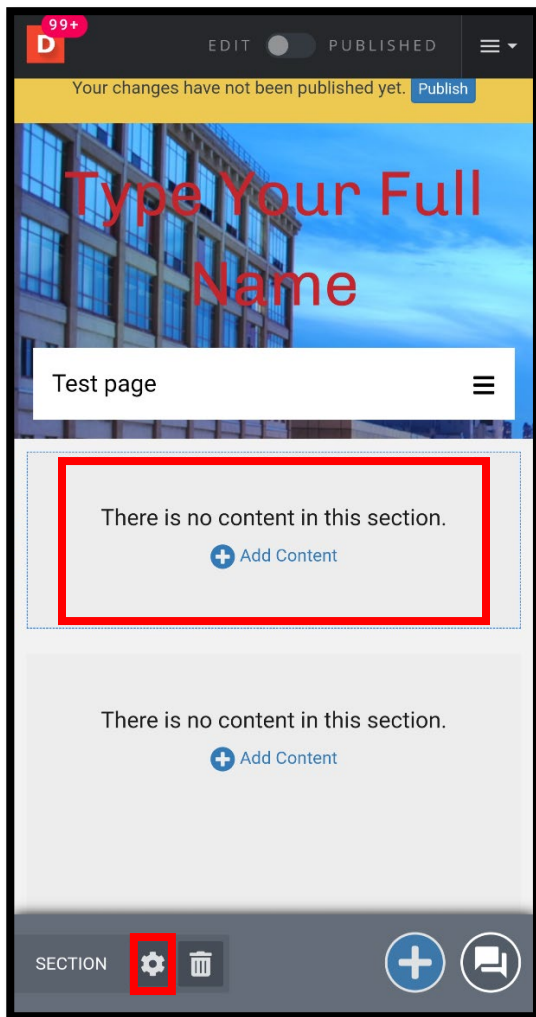 99+
D
EDIT PUBLISHED
Your changes have not been published yet. Publish
Type Your Full
Name
Test page
There is no content in this section.
Add Content
There is no content in this section.
Add Content
SECTION